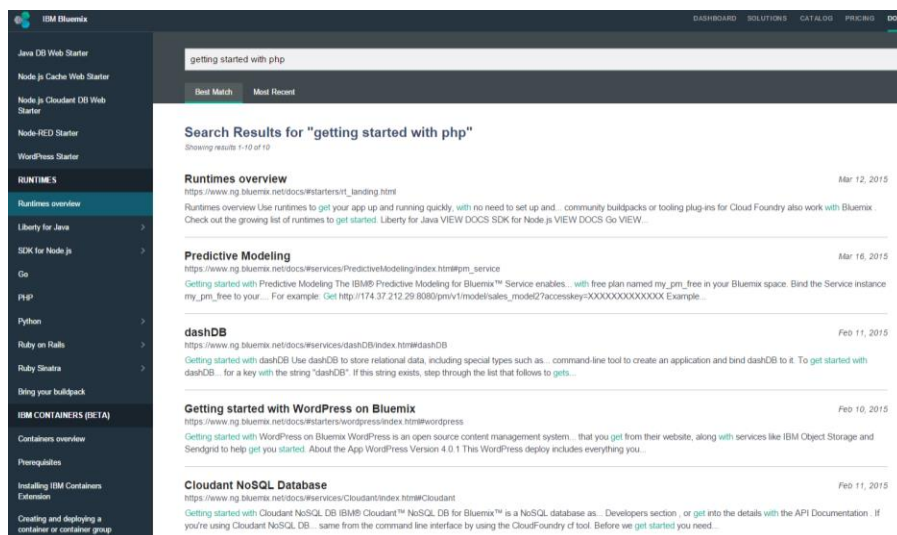 IBM Bluemix
DASHBOARD SOLUTIONS CATALOG PRICING DO
Java DB Web Starter
Node.js Cache Web Starter
Node.js Cloudant DB Web
Starter
Node-RED Starter
WordPress Starter
RUNTIMES
Runtimes overview
Liberty for Java
SDK for Node.js
Go
PHP
Python
Ruby on Rails
Ruby Sinatra
Bring your buildpack
IBM CONTAINERS (BETA)
Containers overview
Prerequisites
Installing IBM Containers
Extension
Creating and deploying a
container or container group
getting started with php
Best Match Most Recent
Search Results for "getting started with php"
Showing results 1-10 of 10
Runtimes overview Mar 12, 2015
https://www.ng.bluemix.net/docs/#starters/rt_landing.html
Runtimes overview Use runtimes to get your app up and running quickly, with no need to set up and... community buildpacks or tooling plug-ins for Cloud Foundry also work with Bluemix .
Check out the growing list of runtimes to get started. Liberty for Java VIEW DOCS SDK for Node.js VIEW DOCS Go VIEW...
Predictive Modeling Mar 16, 2015
https://www.ng.bluemix.net/docs/#services/PredictiveModeling/index.html#pm_service
Getting started with Predictive Modeling The IBM® Predictive Modeling for Bluemix™ Service enables... with free plan named my_pm_free in your Bluemix space. Bind the Service instance
my_pm_free to your.... For example: Get http://174.37.212.29:8080/pm/v1/model/sales_model2?accesskey=XXXXXXXXXXXXX Example...
dashDB Feb 11, 2015
https://www.ng.bluemix.net/docs/#services/dashDB/index.html#dashDB
Getting started with dashDB Use dashDB to store relational data, including special types such as... command-line tool to create an application and bind dashDB to it. To get started with
dashDB... for a key with the string "dashDB". If this string exists, step through the list that follows to gets...
Getting started with WordPress on Bluemix Feb 10, 2015
https://www.ng.bluemix.net/docs/#starters/wordpress/index.html#wordpress
Getting started with WordPress on Bluemix WordPress is an open source content management system... that you get from their website, along with services like IBM Object Storage and
Sendgrid to help get you started. About the App WordPress Version 4.0.1 This WordPress deploy includes everything you...
Cloudant NoSQL Database Feb 11, 2015
https://www.ng.bluemix.net/docs/#services/Cloudant/index.html#Cloudant
Getting started with Cloudant NoSQL DB IBM® Cloudant™ NoSQL DB for Bluemix™ is a NoSQL database as... Developers section , or get into the details with the API Documentation . If
you're using Cloudant NoSQL DB... same from the command line interface by using the CloudFoundry cf tool. Before we get started you need...